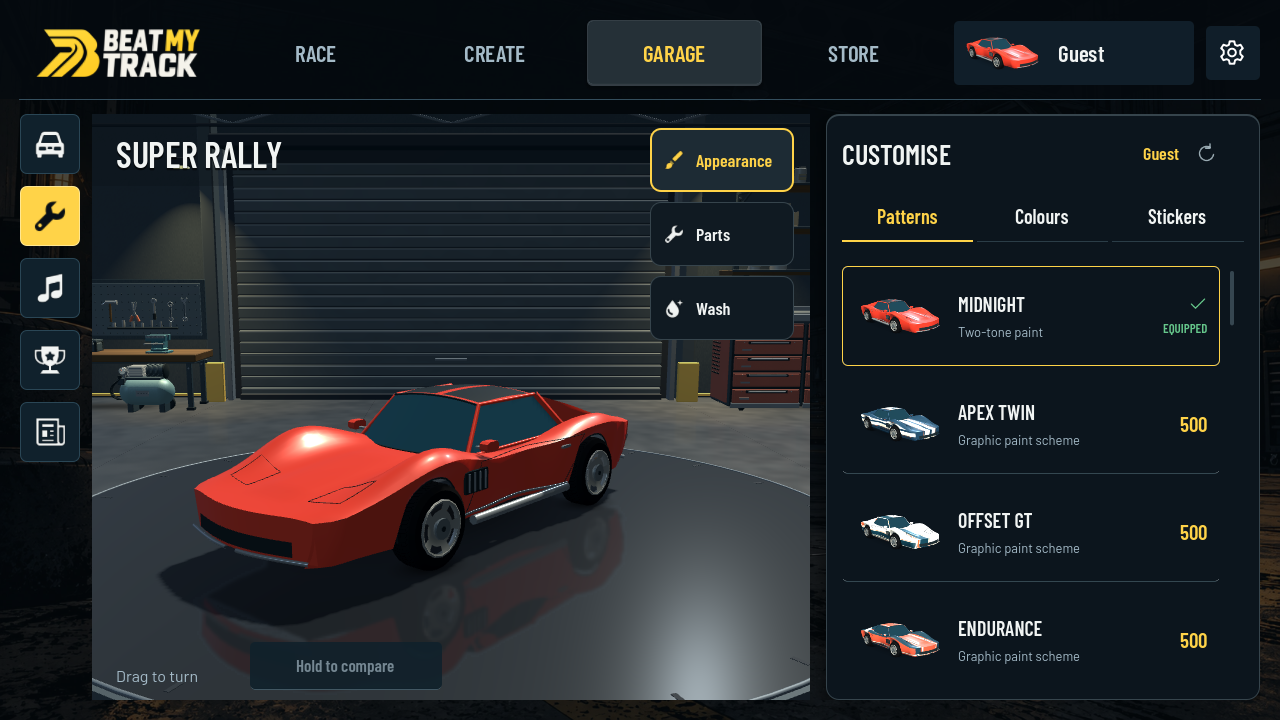 BEAT MY
TRACK
RACE
CREATE
GARAGE
STORE
Guest
SUPER RALLY
Appearance
Parts
Wash
Drag to turn
Hold to compare
CUSTOMISE
Guest
Patterns
Colours
Stickers
MIDNIGHT
Two-tone paint
EQUIPPED
APEX TWIN
Graphic paint scheme
500
OFFSET GT
Graphic paint scheme
500
ENDURANCE
Graphic paint scheme
500